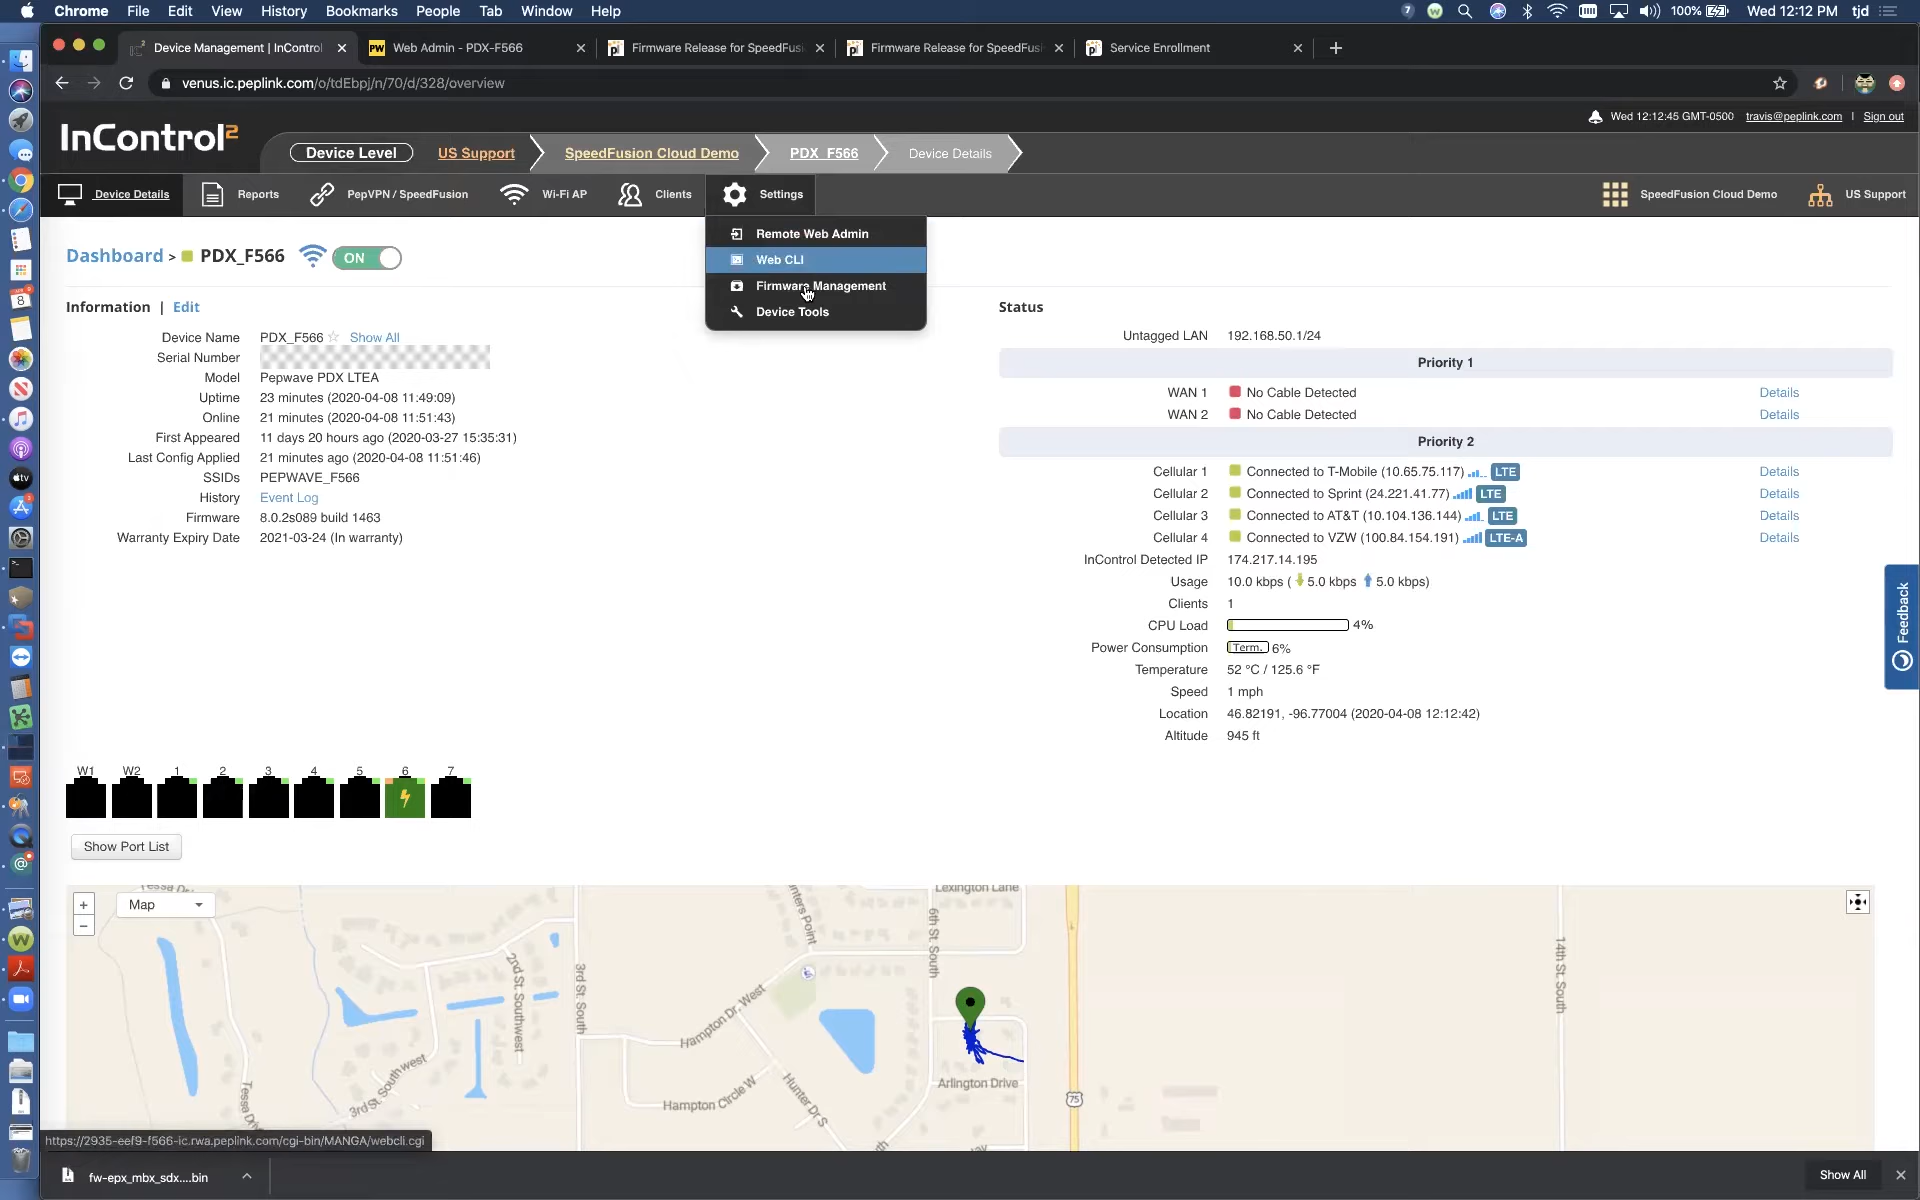 Chrome File Edit View History Bookmarks People Tab Window Help
7 100% Wed 12:12 PM tjd
Device Management | InControl
PW Web Admin - PDX-F566
Firmware Release for SpeedFus
Firmware Release for SpeedFusi
Service Enrollment
venus.ic.peplink.com/o/tdEbpj/n/70/d/328/overview
Wed 12:12:45 GMT-0500 travis@peplink.com | Sign out
InControl2
Device Level US Support SpeedFusion Cloud Demo PDX_F566 Device Details
Device Details Reports PepVPN / SpeedFusion Wi-Fi AP Clients Settings SpeedFusion Cloud Demo US Support
Remote Web Admin
Web CLI
Firmware Management
Device Tools
Dashboard > PDX_F566 ON
Information | Edit
Device Name PDX_F566 Show All
Serial Number
Model Pepwave PDX LTEA
Uptime 23 minutes (2020-04-08 11:49:09)
Online 21 minutes (2020-04-08 11:51:43)
First Appeared 11 days 20 hours ago (2020-03-27 15:35:31)
Last Config Applied 21 minutes ago (2020-04-08 11:51:46)
SSIDs PEPWAVE_F566
History Event Log
Firmware 8.0.2s089 build 1463
Warranty Expiry Date 2021-03-24 (In warranty)
Status
Untagged LAN 192.168.50.1/24
Priority 1
WAN 1 No Cable Detected Details
WAN 2 No Cable Detected Details
Priority 2
Cellular 1 Connected to T-Mobile (10.65.75.117) LTE Details
Cellular 2 Connected to Sprint (24.221.41.77) LTE Details
Cellular 3 Connected to AT&T (10.104.136.144) LTE Details
Cellular 4 Connected to VZW (100.84.154.191) LTE-A Details
InControl Detected IP 174.217.14.195
Usage 10.0 kbps ( 5.0 kbps 5.0 kbps)
Clients 1
CPU Load 4%
Power Consumption Term. 6%
Temperature 52 °C / 125.6 °F
Speed 1 mph
Location 46.82191, -96.77004 (2020-04-08 12:12:42)
Altitude 945 ft
Feedback
W1 W2 1 2 3 4 5 6 7
Show Port List
+
−
Map
Tessa Dr
Lexington Lane
6th St. South
2nd St. Southwest
3rd St. South
14th St. South
Hampton Dr. West
3rd St. Southwest
Hampton Circle W
Hunter Dr S
Arlington Drive
75
https://2935-eef9-f566-ic.rwa.peplink.com/cgi-bin/MANGA/webcli.cgi
fw-epx_mbx_sdx....bin
Show All